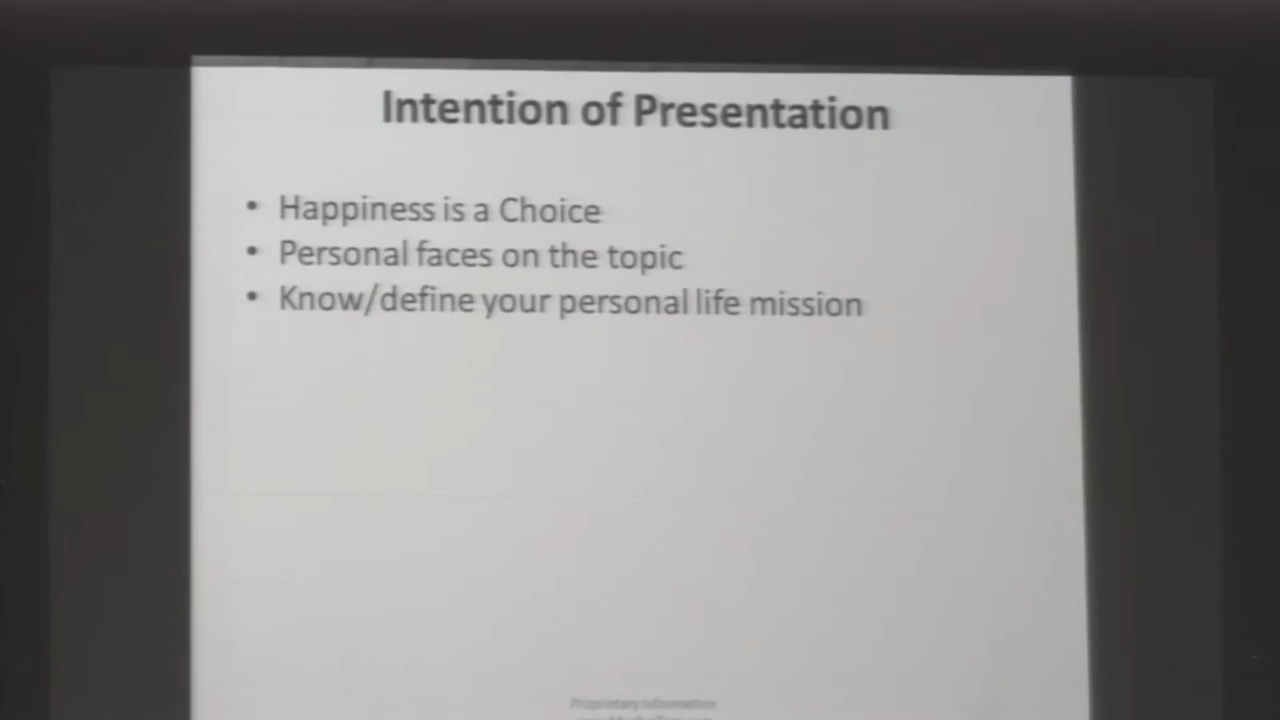 Intention of Presentation
• Happiness is a Choice
• Personal faces on the topic
• Know/define your personal life mission
Proprietary Information